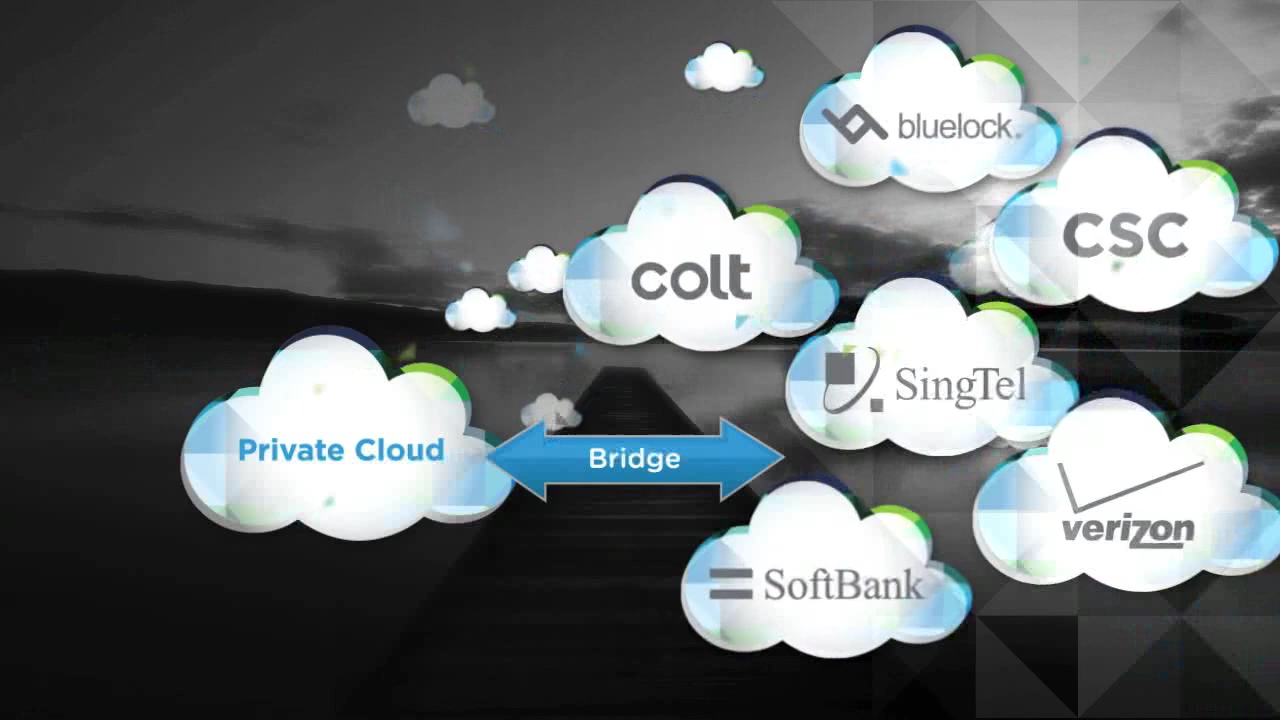 bluelock.
CSC
colt
SingTel
Private Cloud
Bridge
verizon
SoftBank